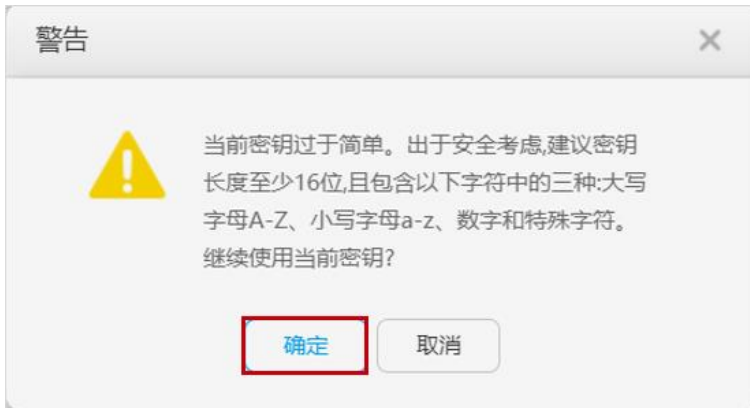 警告
当前密钥过于简单。出于安全考虑,建议密钥
长度至少16位,且包含以下字符中的三种:大写
字母A-Z、小写字母a-z、数字和特殊字符。
继续使用当前密钥?
确定 取消